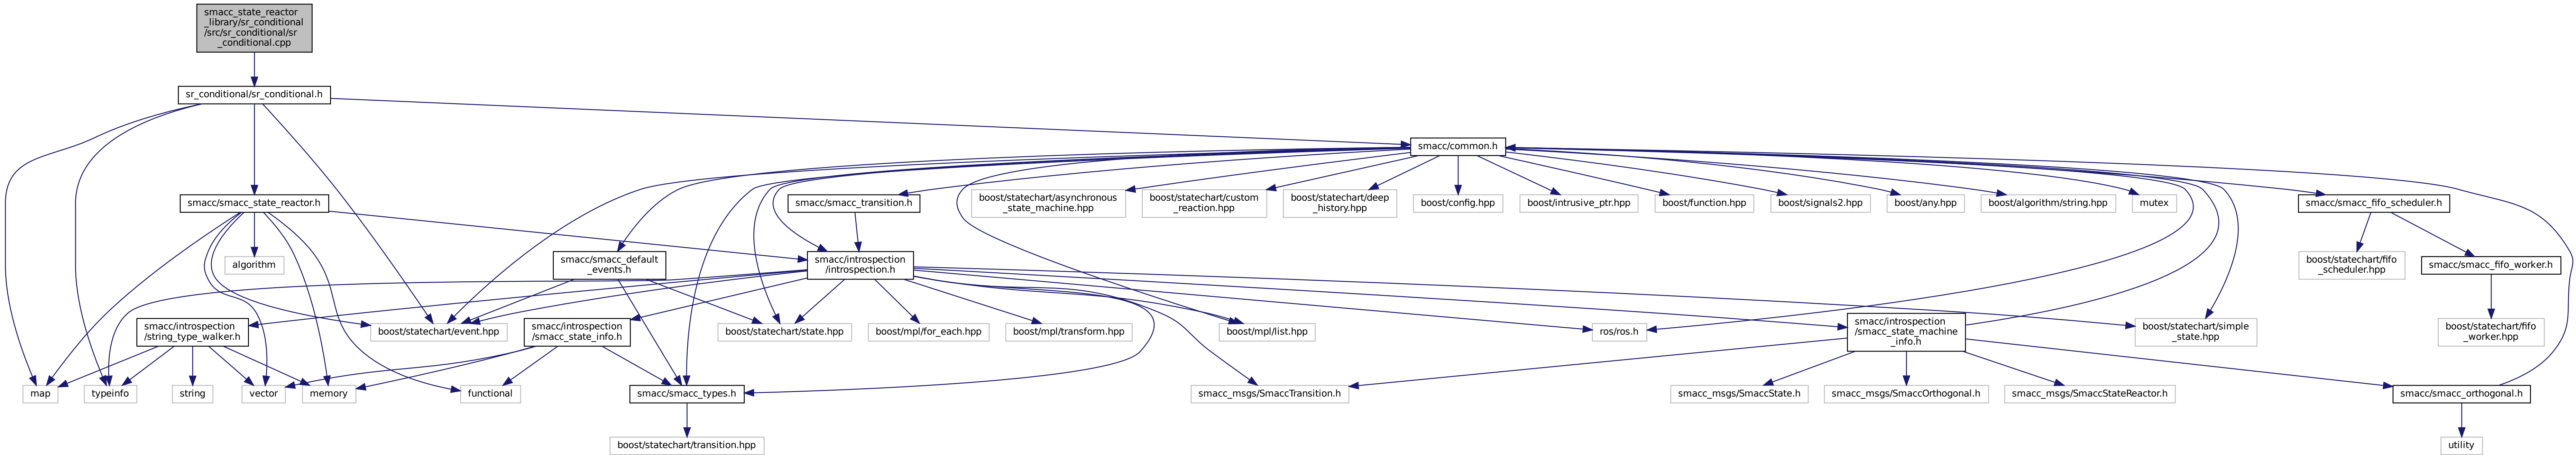 smacc_state_reactor
_library/sr_conditional
/src/sr_conditional/sr
_conditional.cpp
sr_conditional/sr_conditional.h
smacc/common.h
smacc/smacc_state_reactor.h
smacc/smacc_transition.h
boost/statechart/asynchronous
_state_machine.hpp
boost/statechart/custom
_reaction.hpp
boost/statechart/deep
_history.hpp
boost/config.hpp
boost/intrusive_ptr.hpp
boost/function.hpp
boost/signals2.hpp
boost/any.hpp
boost/algorithm/string.hpp
mutex
smacc/smacc_fifo_scheduler.h
algorithm
smacc/smacc_default
_events.h
smacc/introspection
/introspection.h
boost/statechart/fifo
_scheduler.hpp
smacc/smacc_fifo_worker.h
smacc/introspection
/string_type_walker.h
boost/statechart/event.hpp
smacc/introspection
/smacc_state_info.h
boost/statechart/state.hpp
boost/mpl/for_each.hpp
boost/mpl/transform.hpp
boost/mpl/list.hpp
ros/ros.h
smacc/introspection
/smacc_state_machine
_info.h
boost/statechart/simple
_state.hpp
boost/statechart/fifo
_worker.hpp
map
typeinfo
string
vector
memory
functional
smacc/smacc_types.h
smacc_msgs/SmaccTransition.h
smacc_msgs/SmaccState.h
smacc_msgs/SmaccOrthogonal.h
smacc_msgs/SmaccStateReactor.h
smacc/smacc_orthogonal.h
boost/statechart/transition.hpp
utility